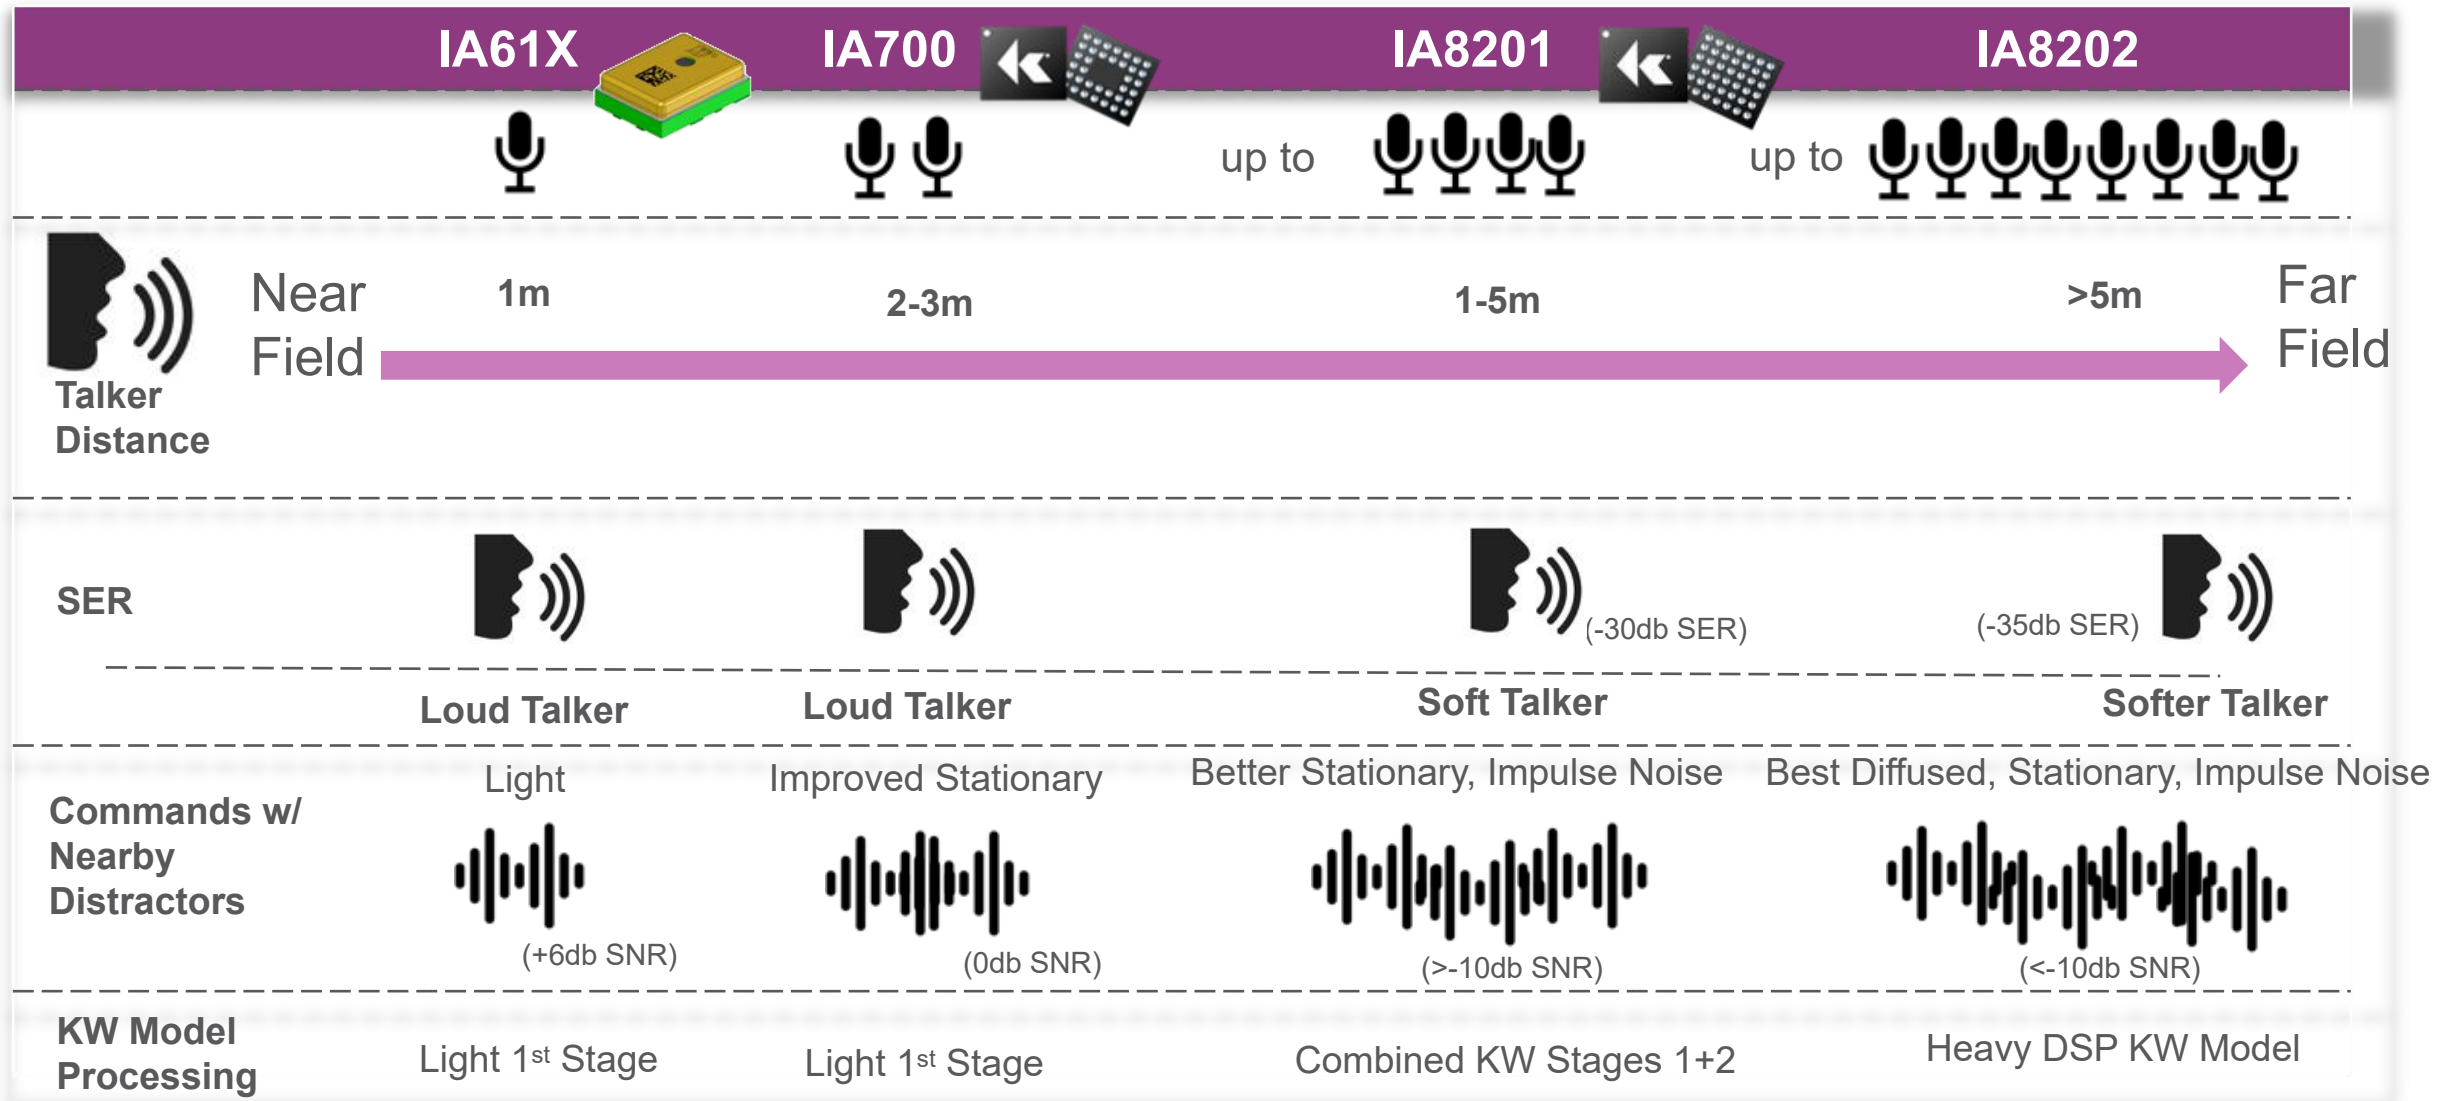 IA61X IA700 IA8201 IA8202
up to up to
Near
Field
1m 2-3m 1-5m >5m
Far
Field
Talker
Distance
SER
(-30db SER) (-35db SER)
Loud Talker Loud Talker Soft Talker Softer Talker
Commands w/
Nearby
Distractors
Light Improved Stationary Better Stationary, Impulse Noise Best Diffused, Stationary, Impulse Noise
(+6db SNR) (0db SNR) (>-10db SNR) (<-10db SNR)
KW Model
Processing
Light 1st Stage Light 1st Stage Combined KW Stages 1+2 Heavy DSP KW Model